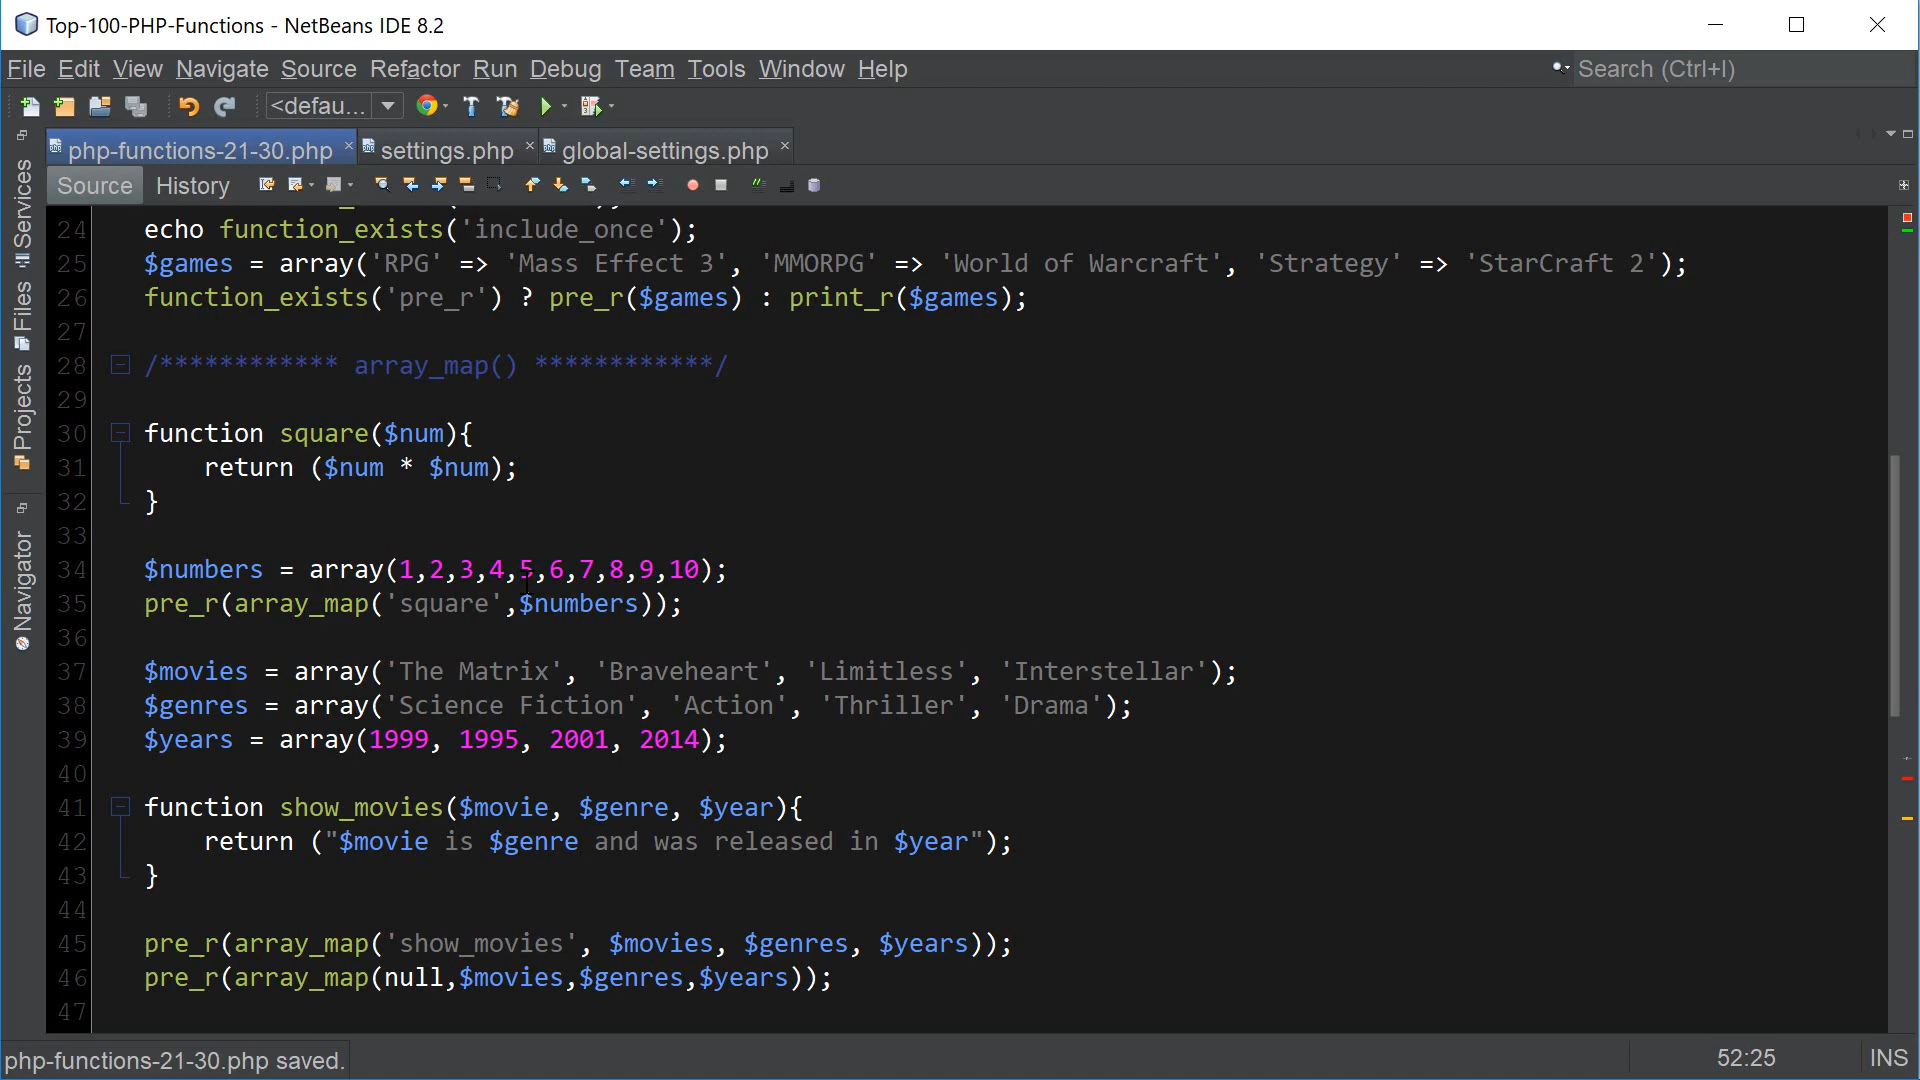 Top-100-PHP-Functions - NetBeans IDE 8.2
File Edit View Navigate Source Refactor Run Debug Team Tools Window Help
Search (Ctrl+I)
<defau...
php-functions-21-30.php
settings.php
global-settings.php
Source History
Services
Files
Projects
Navigator
24 echo function_exists('include_once');
25 $games = array('RPG' => 'Mass Effect 3', 'MMORPG' => 'World of Warcraft', 'Strategy' => 'StarCraft 2');
26 function_exists('pre_r') ? pre_r($games) : print_r($games);
27
28 /************ array_map() ************/
29
30 function square($num){
31 return ($num * $num);
32 }
33
34 $numbers = array(1,2,3,4,5,6,7,8,9,10);
35 pre_r(array_map('square',$numbers));
36
37 $movies = array('The Matrix', 'Braveheart', 'Limitless', 'Interstellar');
38 $genres = array('Science Fiction', 'Action', 'Thriller', 'Drama');
39 $years = array(1999, 1995, 2001, 2014);
40
41 function show_movies($movie, $genre, $year){
42 return ("$movie is $genre and was released in $year");
43 }
44
45 pre_r(array_map('show_movies', $movies, $genres, $years));
46 pre_r(array_map(null,$movies,$genres,$years));
47
php-functions-21-30.php saved.
52:25
INS